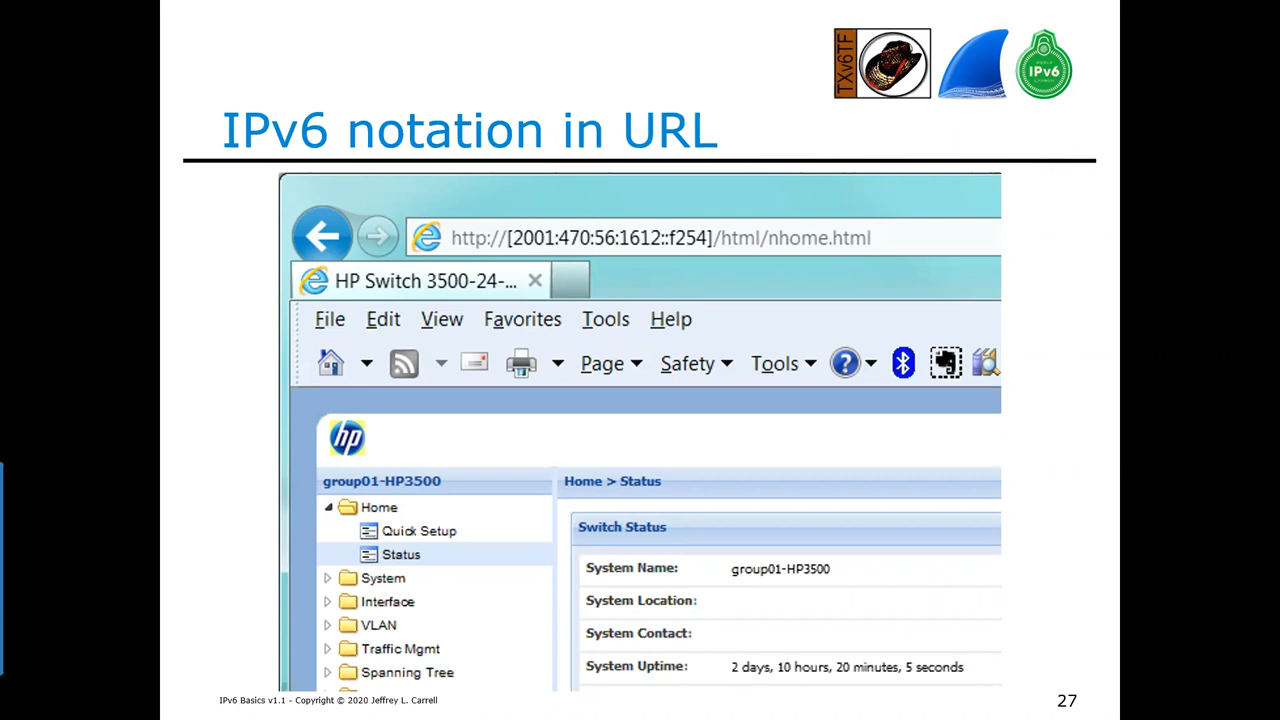 TXv6TF
WORLD
IPv6
LAUNCH
IPv6 notation in URL
http://[2001:470:56:1612::f254]/html/nhome.html
HP Switch 3500-24-...
File Edit View Favorites Tools Help
Page Safety Tools
hp
group01-HP3500
Home
Quick Setup
Status
System
Interface
VLAN
Traffic Mgmt
Spanning Tree
Home > Status
Switch Status
System Name: group01-HP3500
System Location:
System Contact:
System Uptime: 2 days, 10 hours, 20 minutes, 5 seconds
IPv6 Basics v1.1 - Copyright © 2020 Jeffrey L. Carrell
27